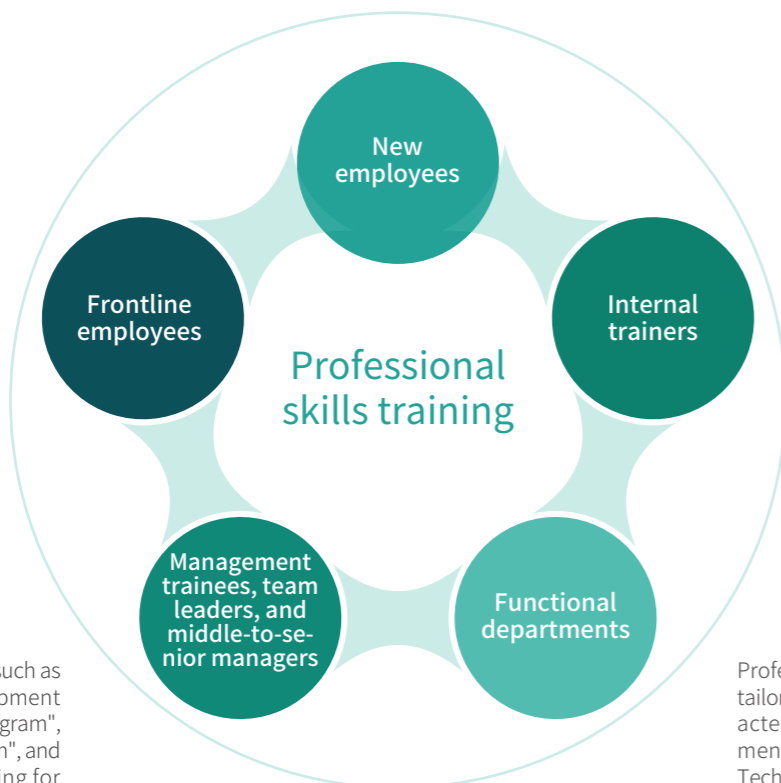 New
employees
Frontline
employees
Internal
trainers
Professional
skills training
Management
trainees, team
leaders, and
middle-to-se-
nior managers
Functional
departments
such as
pment
gram",
", and
ing for
Profe
tailor
acte
men
Tech